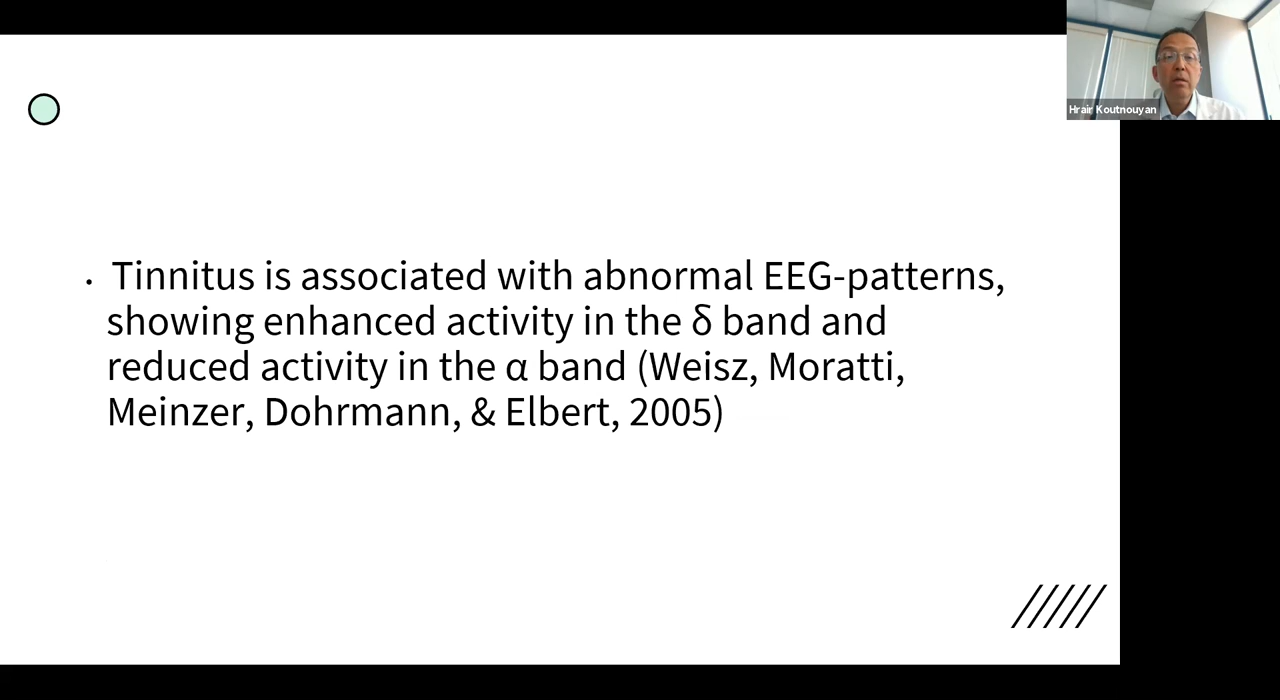 Hrair Koutnouyan
· Tinnitus is associated with abnormal EEG-patterns,
showing enhanced activity in the δ band and
reduced activity in the α band (Weisz, Moratti,
Meinzer, Dohrmann, & Elbert, 2005)